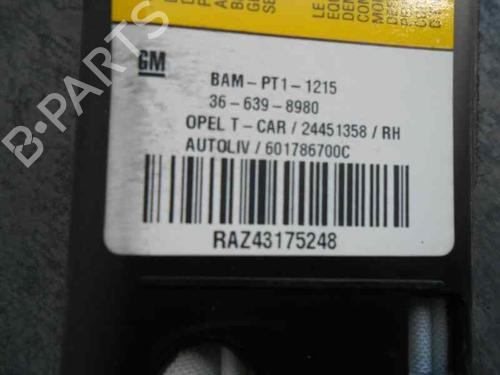 GM
BAM-PT1-1215
36-639-8980
OPEL T-CAR / 24451358 / RH
AUTOLIV / 601786700C
RAZ43175248
B-PARTS